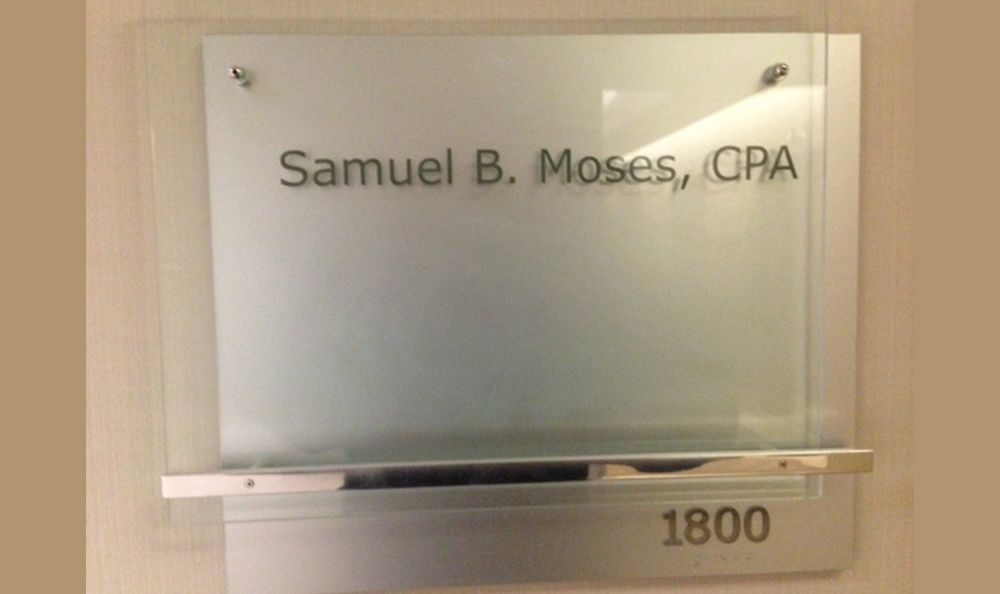 Samuel B. Moses, CPA
1800